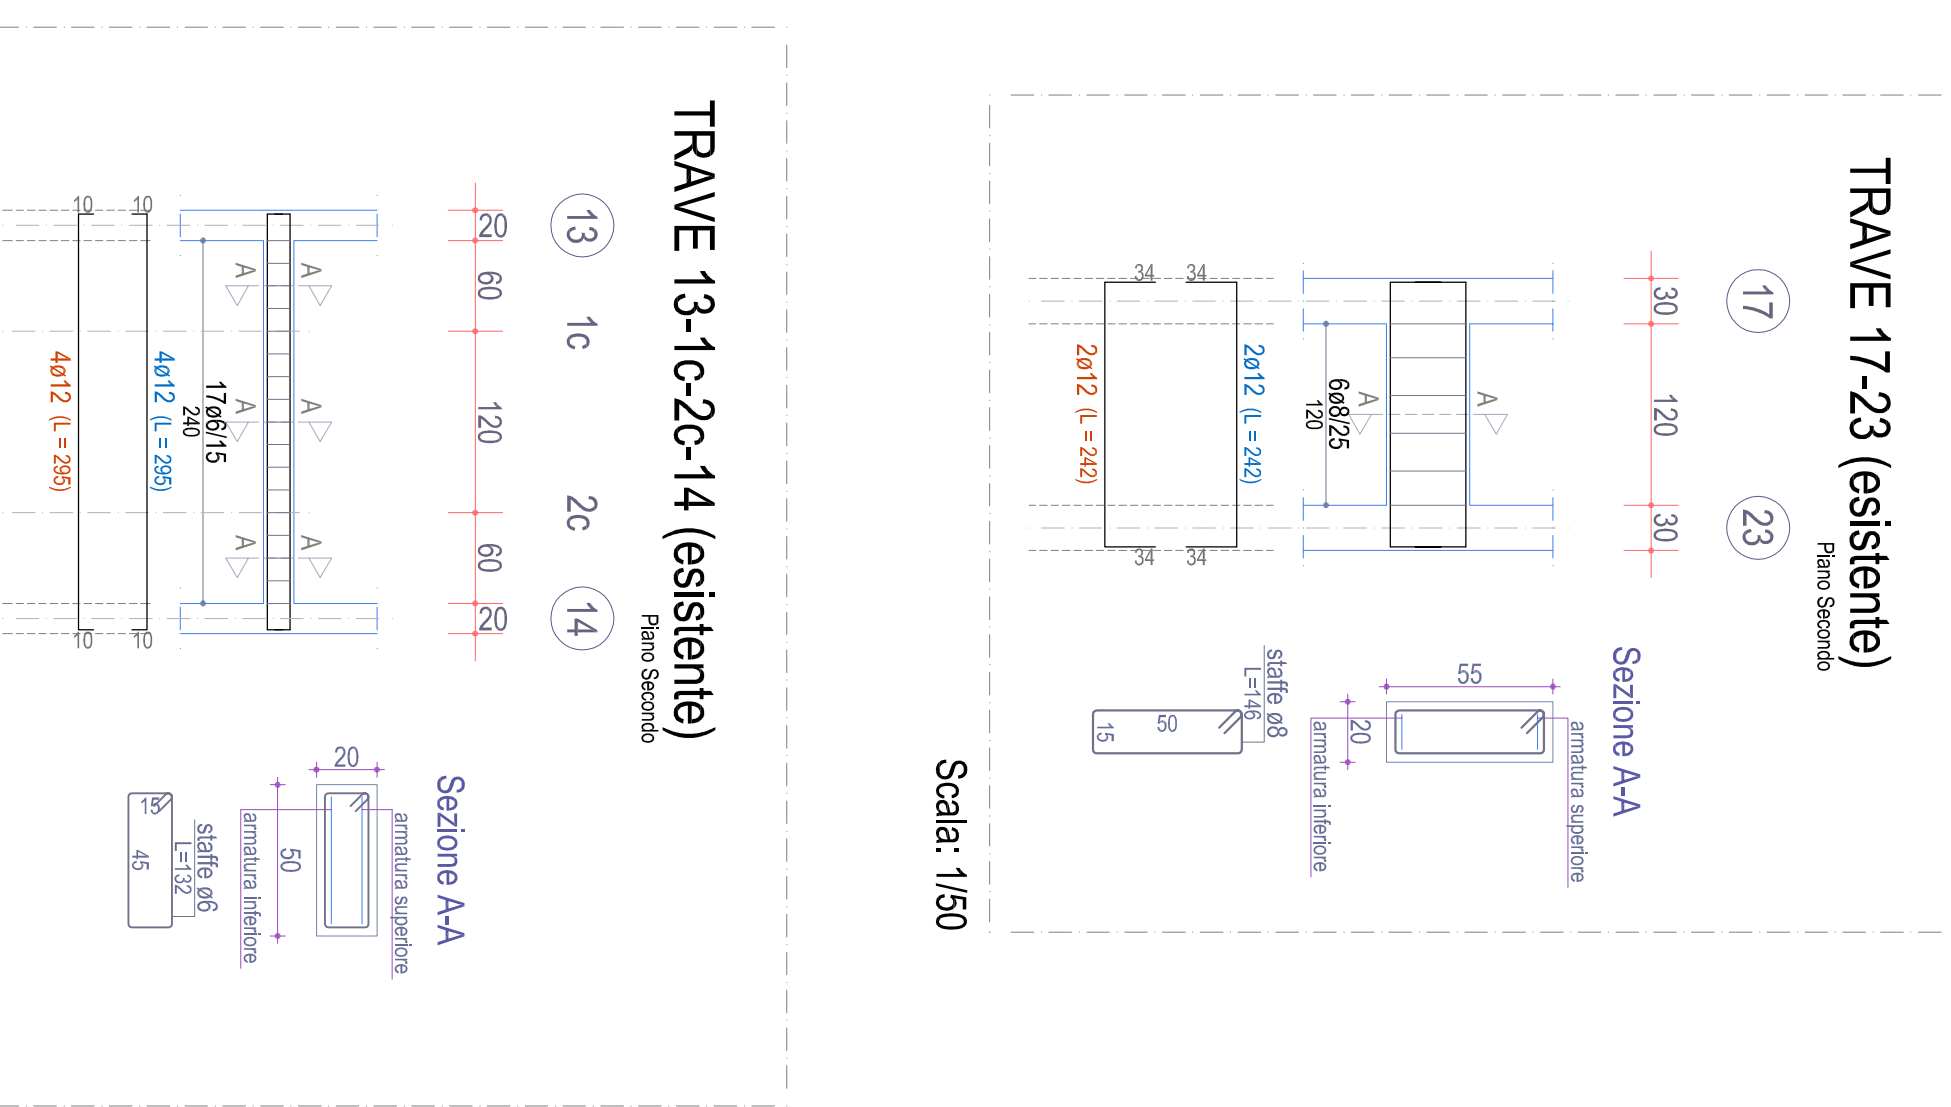 TRAVE 17-23 (esistente)
Piano Secondo
17
23
30
120
30
A
A
6ø8/25
120
2ø12 (L = 242)
2ø12 (L = 242)
34
34
34
34
Sezione A-A
armatura superiore
armatura inferiore
55
20
staffe ø8
L=146
50
15
Scala: 1/50
TRAVE 13-1c-2c-14 (esistente)
Piano Secondo
13
1c
2c
14
20
60
120
60
20
A
A
A
A
A
A
17ø6/15
240
4ø12 (L = 295)
4ø12 (L = 295)
10
10
10
10
Sezione A-A
armatura superiore
armatura inferiore
20
50
staffe ø6
L=132
15
45